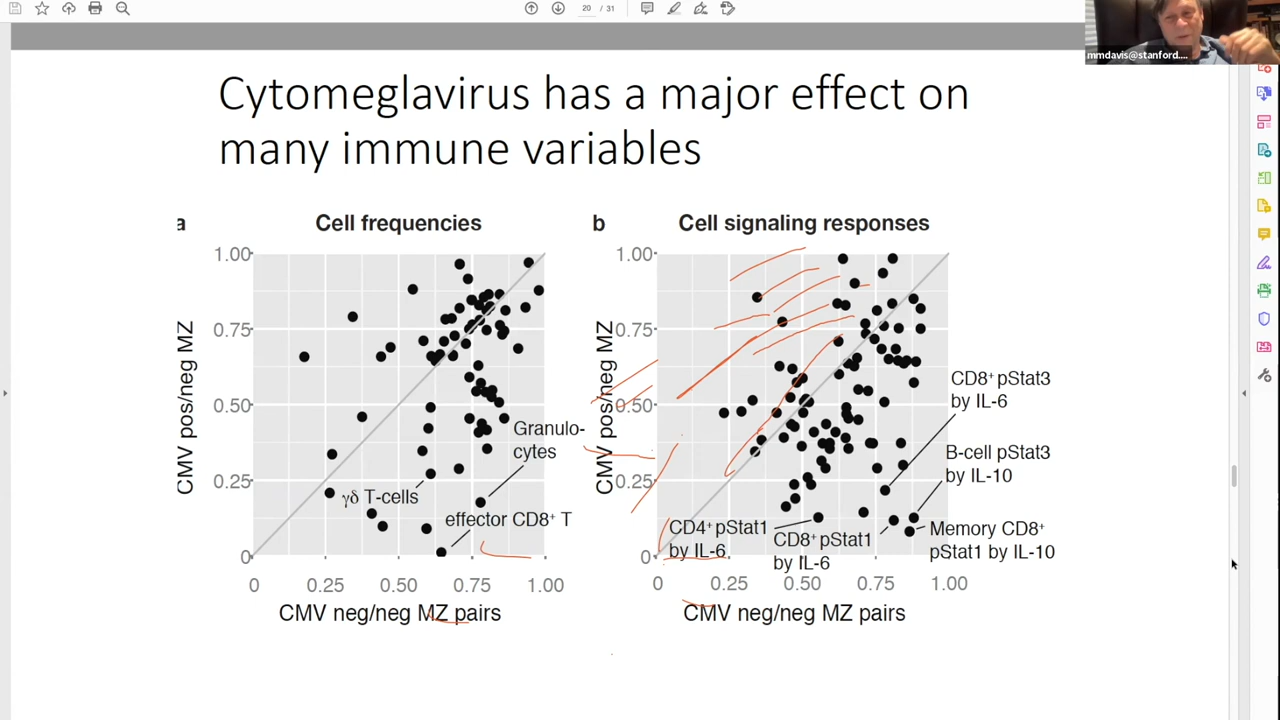 20 / 31
mmdavis@stanford....
Cytomeglavirus has a major effect on
many immune variables
a
Cell frequencies
1.00
0.75
0.50
0.25
0
CMV pos/neg MZ
Granulo-
cytes
γδ T-cells
effector CD8⁺ T
0
0.25
0.50
0.75
1.00
CMV neg/neg MZ pairs
b
Cell signaling responses
1.00
0.75
0.50
0.25
0
CMV pos/neg MZ
CD8⁺ pStat3
by IL-6
B-cell pStat3
by IL-10
CD4⁺ pStat1
by IL-6
CD8⁺ pStat1
by IL-6
Memory CD8⁺
pStat1 by IL-10
0
0.25
0.50
0.75
1.00
CMV neg/neg MZ pairs